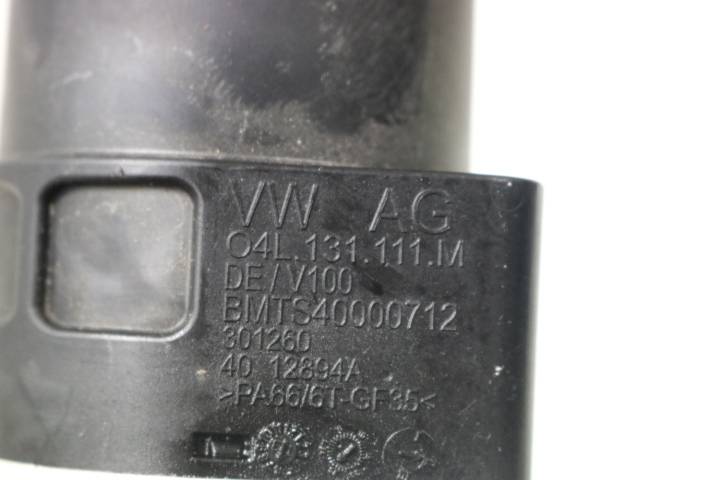 VW AG
04L.131.111.M
DE/V100
BMTS40000712
301260
40 12894A
>PA66/6T-GF35<